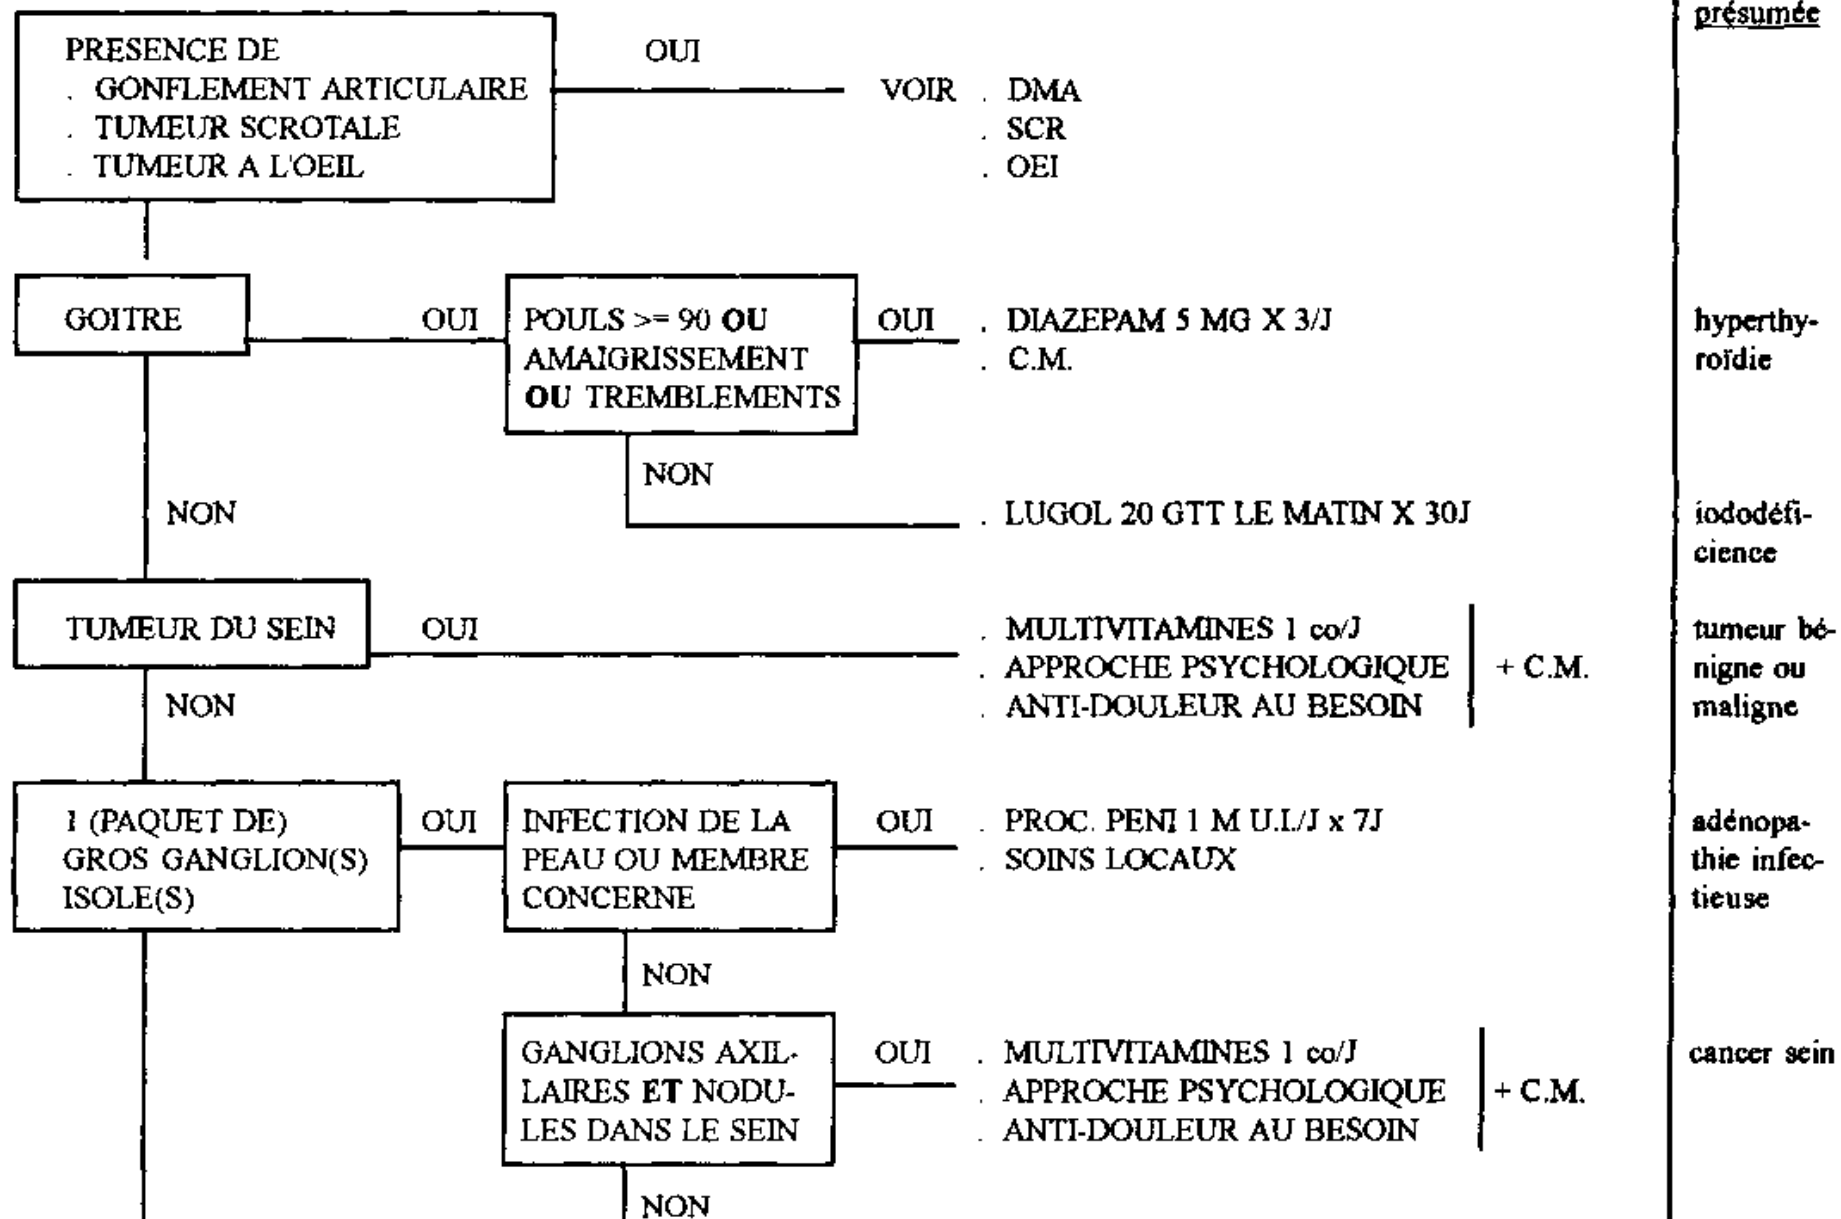 présumée
PRESENCE DE
. GONFLEMENT ARTICULAIRE
. TUMEUR SCROTALE
. TUMEUR A L'OEIL
OUI
VOIR . DMA
. SCR
. OEI
GOITRE
OUI
POULS >= 90 OU
AMAIGRISSEMENT
OU TREMBLEMENTS
OUI
. DIAZEPAM 5 MG X 3/J
. C.M.
hyperthy-
roïdie
NON
NON
. LUGOL 20 GTT LE MATIN X 30J
iododéfi-
cience
TUMEUR DU SEIN
OUI
. MULTIVITAMINES 1 co/J
. APPROCHE PSYCHOLOGIQUE
. ANTI-DOULEUR AU BESOIN
+ C.M.
tumeur bé-
nigne ou
maligne
NON
1 (PAQUET DE)
GROS GANGLION(S)
ISOLE(S)
OUI
INFECTION DE LA
PEAU OU MEMBRE
CONCERNE
OUI
. PROC. PENI 1 M U.I./J x 7J
. SOINS LOCAUX
adénopa-
thie infec-
tieuse
NON
GANGLIONS AXIL-
LAIRES ET NODU-
LES DANS LE SEIN
OUI
. MULTIVITAMINES 1 co/J
. APPROCHE PSYCHOLOGIQUE
. ANTI-DOULEUR AU BESOIN
+ C.M.
cancer sein
NON